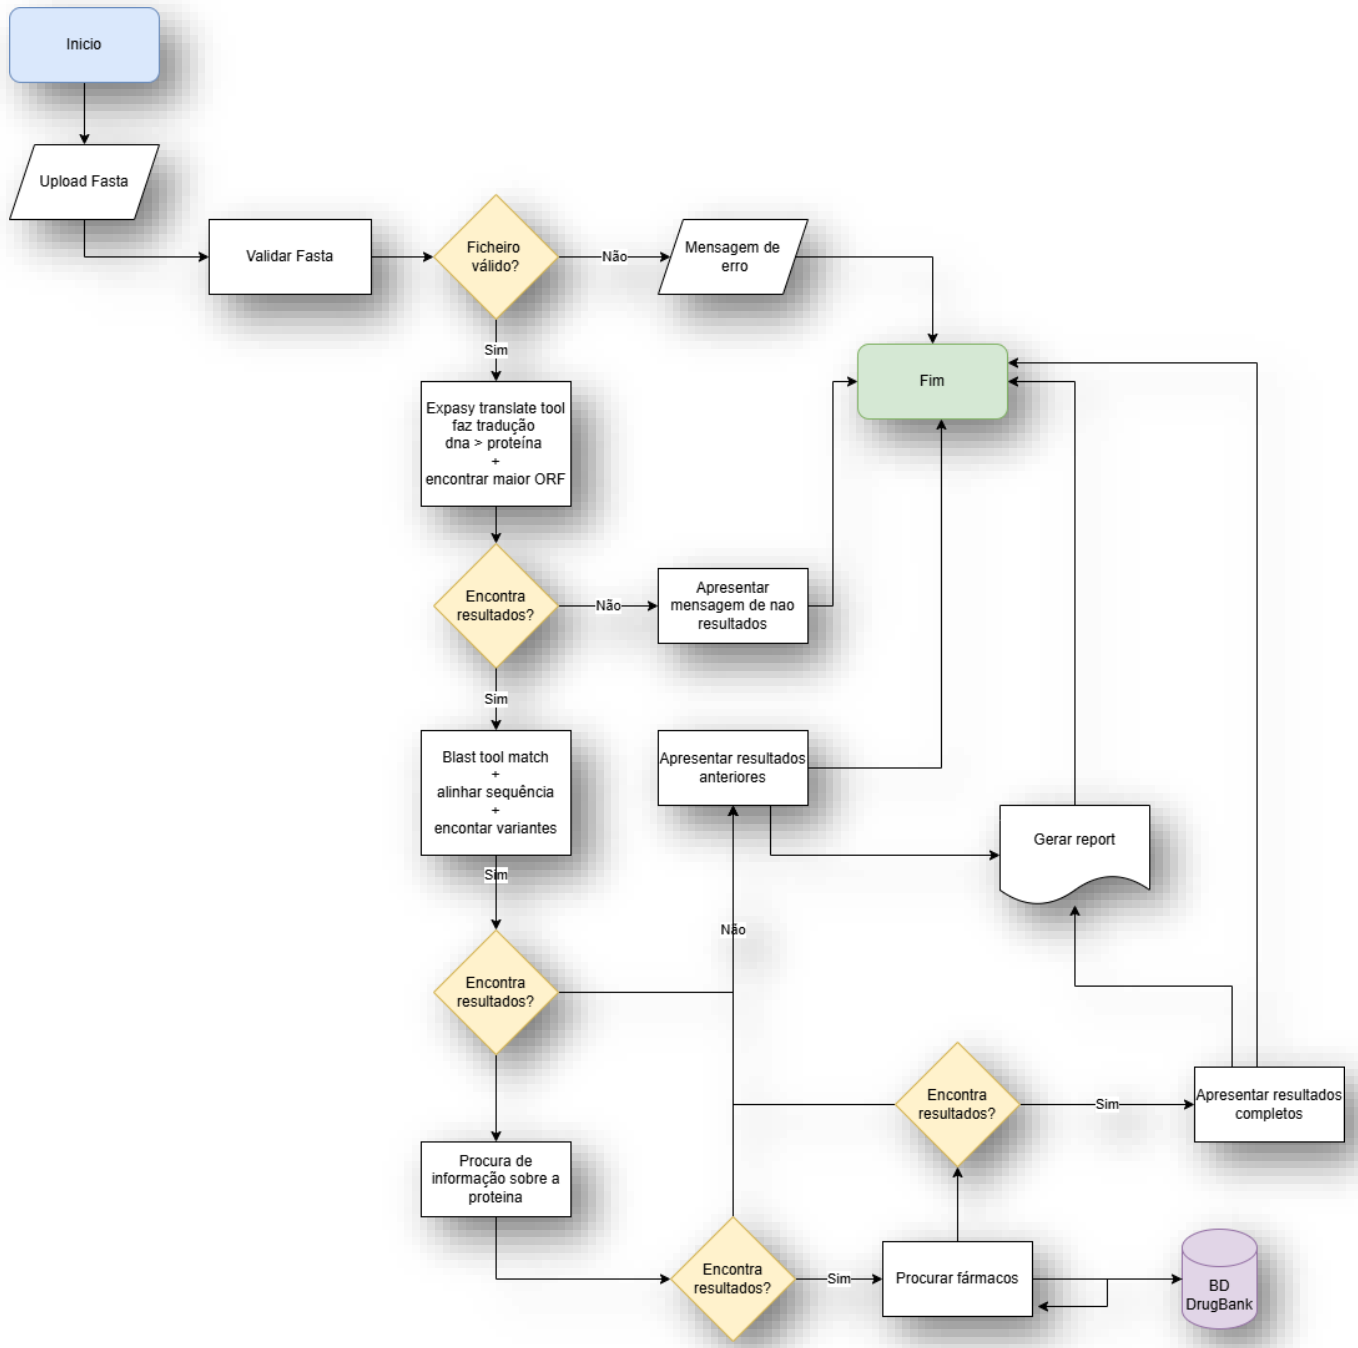 Inicio
Upload Fasta
Validar Fasta
Ficheiro
válido?
Não
Mensagem de
erro
Sim
Fim
Expasy translate tool
faz tradução
dna > proteína
+
encontrar maior ORF
Encontra
resultados?
Não
Apresentar
mensagem de nao
resultados
Sim
Blast tool match
+
alinhar sequência
+
encontar variantes
Apresentar resultados
anteriores
Gerar report
Sim
Não
Encontra
resultados?
Encontra
resultados?
Sim
Apresentar resultados
completos
Procura de
informação sobre a
proteina
Encontra
resultados?
Sim
Procurar fármacos
BD
DrugBank